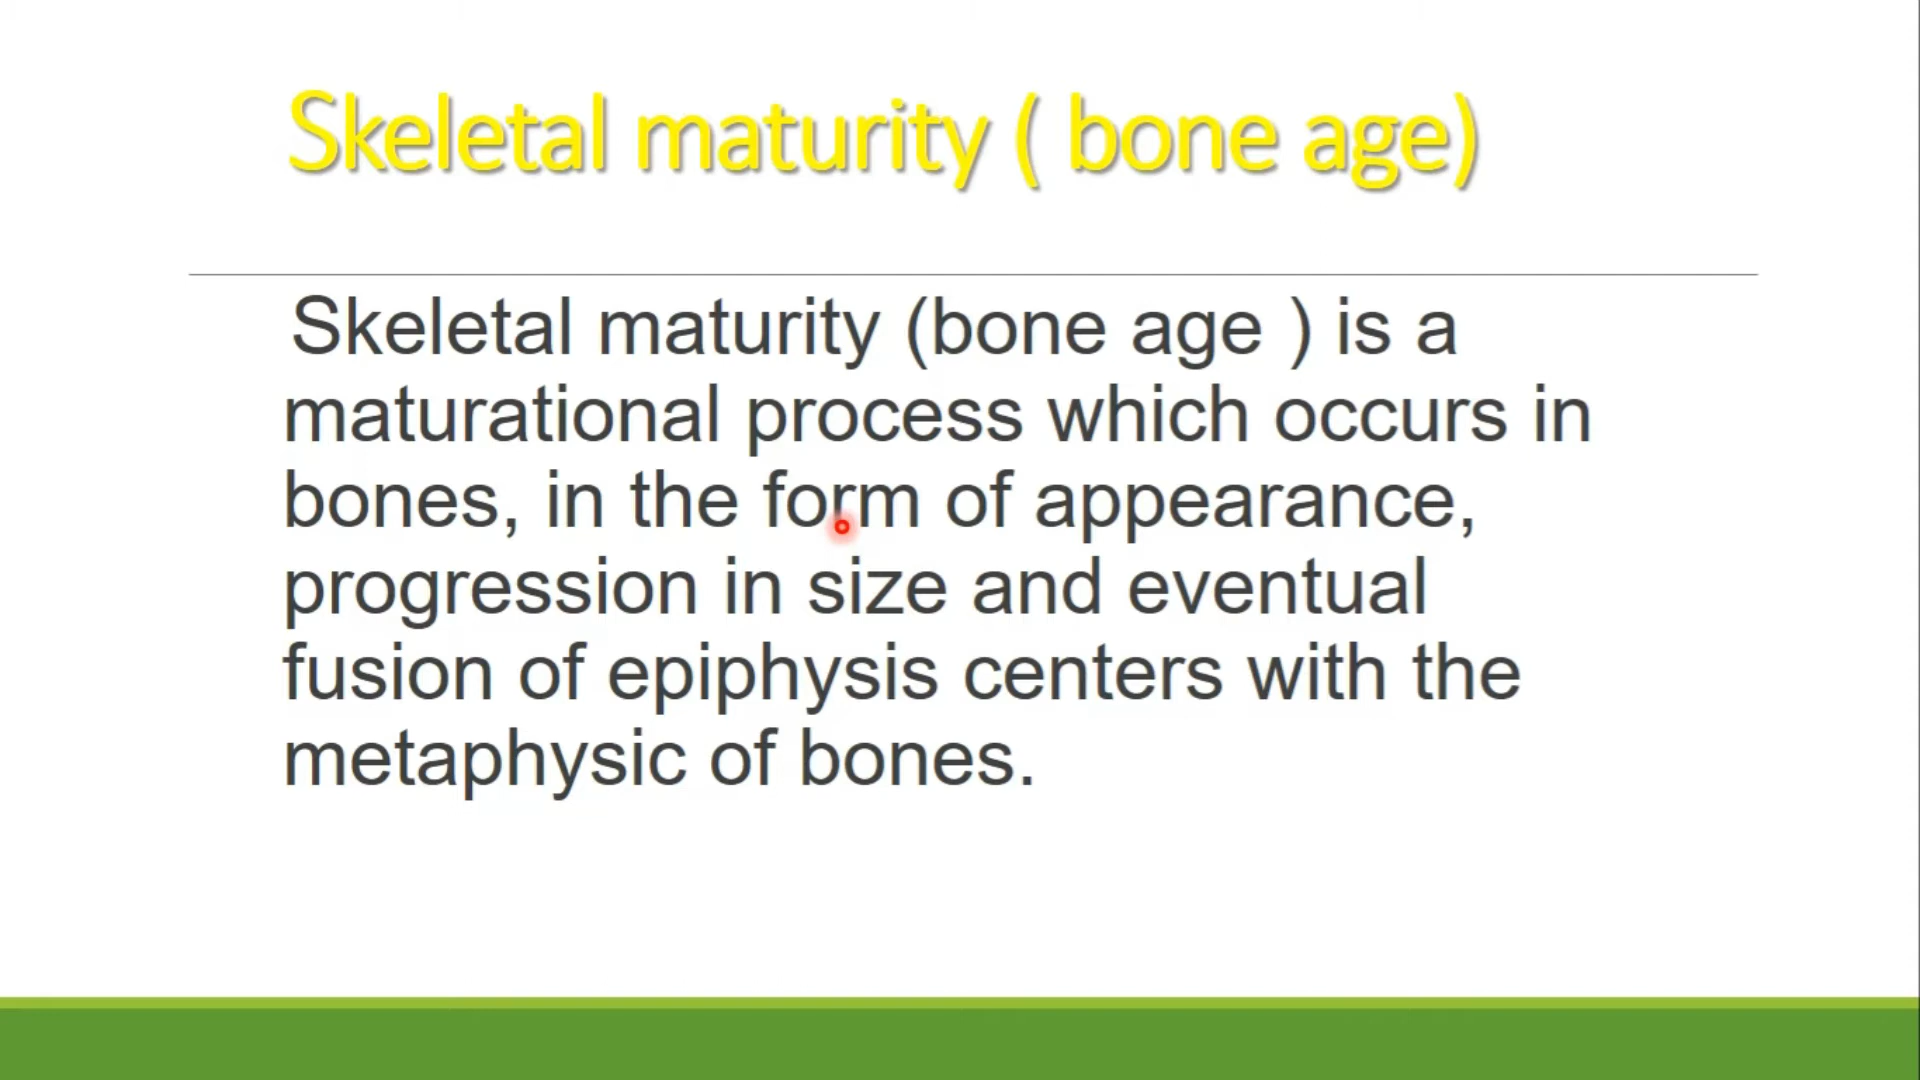 Skeletal maturity ( bone age)
Skeletal maturity (bone age ) is a
maturational process which occurs in
bones, in the form of appearance,
progression in size and eventual
fusion of epiphysis centers with the
metaphysic of bones.